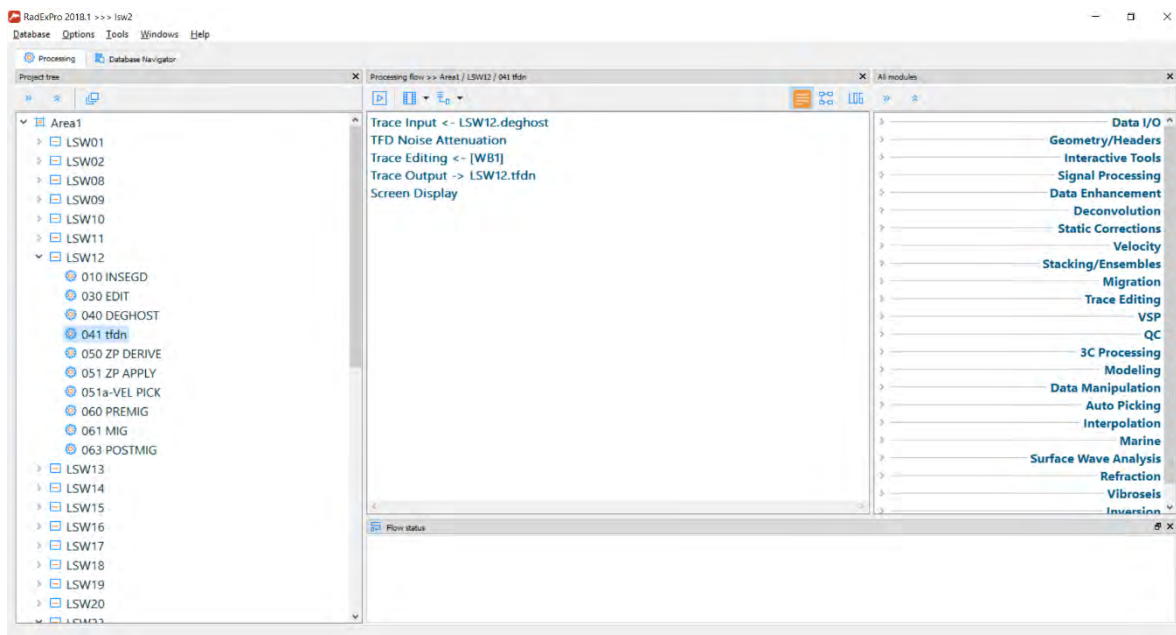 RadExPro 2018.1 >>> lsw2
Database Options Tools Windows Help
Processing Database Navigator
Project tree
Area1
LSW01
LSW02
LSW08
LSW09
LSW10
LSW11
LSW12
010 INSEGD
030 EDIT
040 DEGHOST
041 tfdn
050 ZP DERIVE
051 ZP APPLY
051a-VEL PICK
060 PREMIG
061 MIG
063 POSTMIG
LSW13
LSW14
LSW15
LSW16
LSW17
LSW18
LSW19
LSW20
Processing flow >> Area1 / LSW12 / 041 tfdn
LOG
Trace Input <- LSW12.deghost
TFD Noise Attenuation
Trace Editing <- [WB1]
Trace Output -> LSW12.tfdn
Screen Display
Flow status
All modules
Data I/O
Geometry/Headers
Interactive Tools
Signal Processing
Data Enhancement
Deconvolution
Static Corrections
Velocity
Stacking/Ensembles
Migration
Trace Editing
VSP
QC
3C Processing
Modeling
Data Manipulation
Auto Picking
Interpolation
Marine
Surface Wave Analysis
Refraction
Vibroseis
Inversion